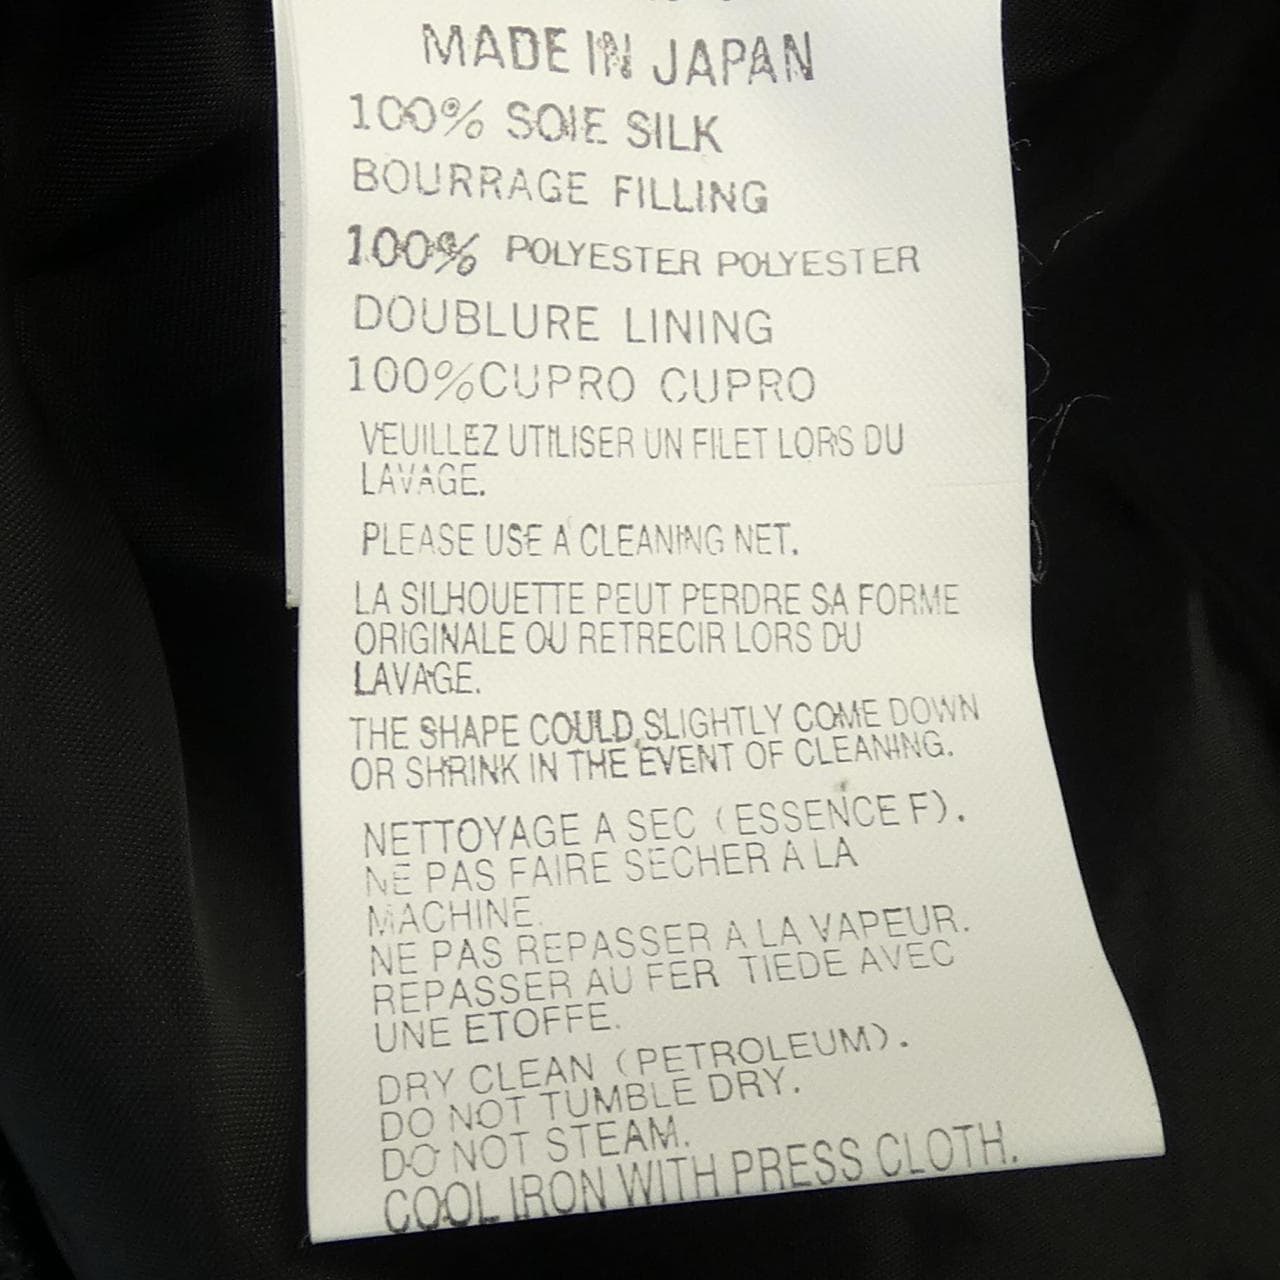 MADE IN JAPAN
100% SOIE SILK
BOURRAGE FILLING
100% POLYESTER POLYESTER
DOUBLURE LINING
100%CUPRO CUPRO
VEUILLEZ UTILISER UN FILET LORS DU
LAVAGE.
PLEASE USE A CLEANING NET.
LA SILHOUETTE PEUT PERDRE SA FORME
ORIGINALE OU RETRECIR LORS DU
LAVAGE.
THE SHAPE COULD SLIGHTLY COME DOWN
OR SHRINK IN THE EVENT OF CLEANING.
NETTOYAGE A SEC (ESSENCE F).
NE PAS FAIRE SECHER A LA
MACHINE.
NE PAS REPASSER A LA VAPEUR.
REPASSER AU FER TIEDE AVEC
UNE ETOFFE.
DRY CLEAN (PETROLEUM).
DO NOT TUMBLE DRY.
DO NOT STEAM.
COOL IRON WITH PRESS CLOTH.